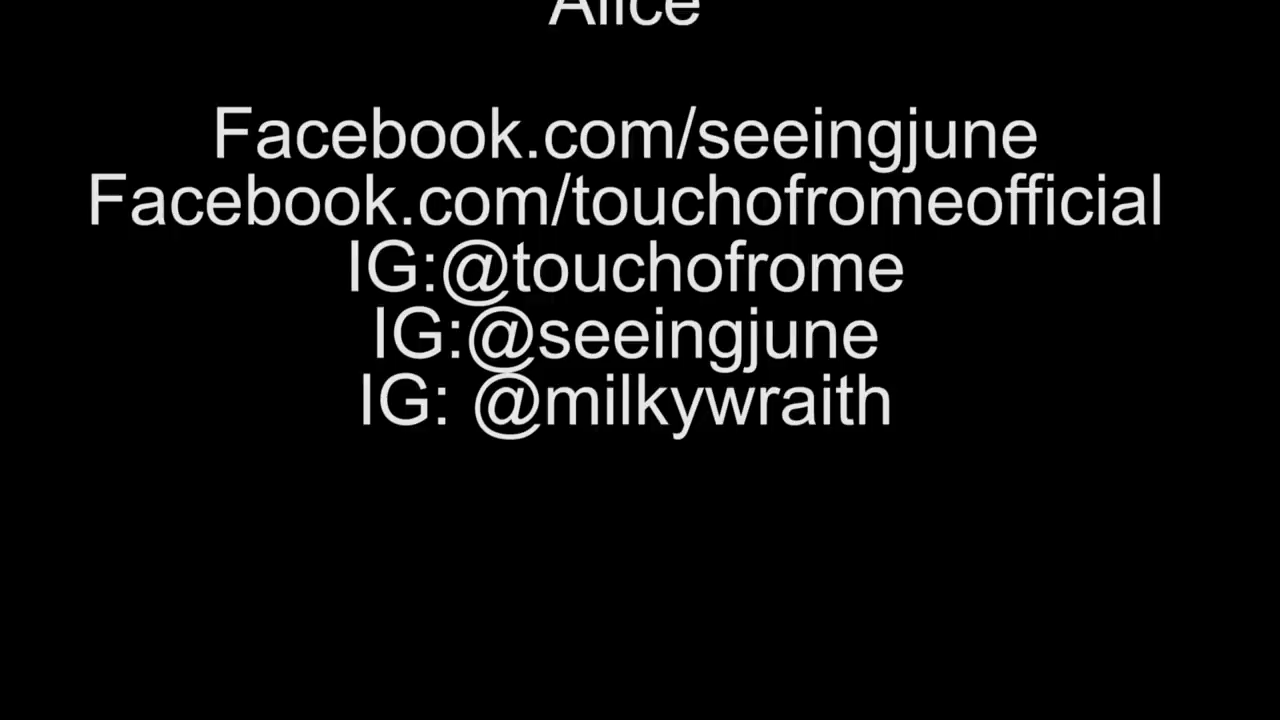 Alice
Facebook.com/seeingjune
Facebook.com/touchofromeofficial
IG:@touchofrome
IG:@seeingjune
IG: @milkywraith